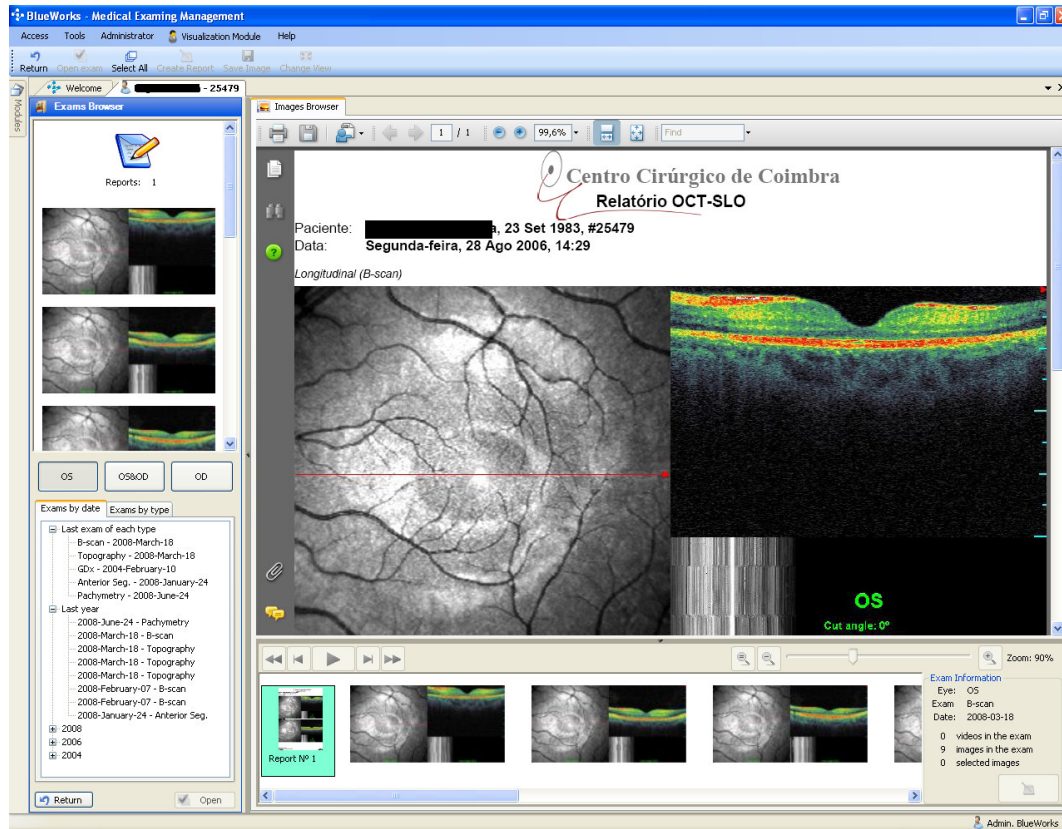 BlueWorks - Medical Examing Management
Access Tools Administrator Visualization Module Help
Return Open exam Select All Create Report Save Image Change View
Modules
Welcome - 25479
Exams Browser
Reports: 1
OS OS&OD OD
Exams by date Exams by type
Last exam of each type
B-scan - 2008-March-18
Topography - 2008-March-18
GDx - 2004-February-10
Anterior Seg. - 2008-January-24
Pachymetry - 2008-June-24
Last year
2008-June-24 - Pachymetry
2008-March-18 - B-scan
2008-March-18 - Topography
2008-March-18 - Topography
2008-March-18 - Topography
2008-February-07 - B-scan
2008-February-07 - B-scan
2008-January-24 - Anterior Seg.
2008
2006
2004
Return Open
Images Browser
1 / 1 99,6% Find
Centro Cirúrgico de Coimbra
Relatório OCT-SLO
Paciente: a, 23 Set 1983, #25479
Data: Segunda-feira, 28 Ago 2006, 14:29
Longitudinal (B-scan)
OS
Cut angle: 0º
Zoom: 90%
Report Nº 1
Exam Information
Eye: OS
Exam B-scan
Date: 2008-03-18
0 videos in the exam
9 images in the exam
0 selected images
Admin. BlueWorks